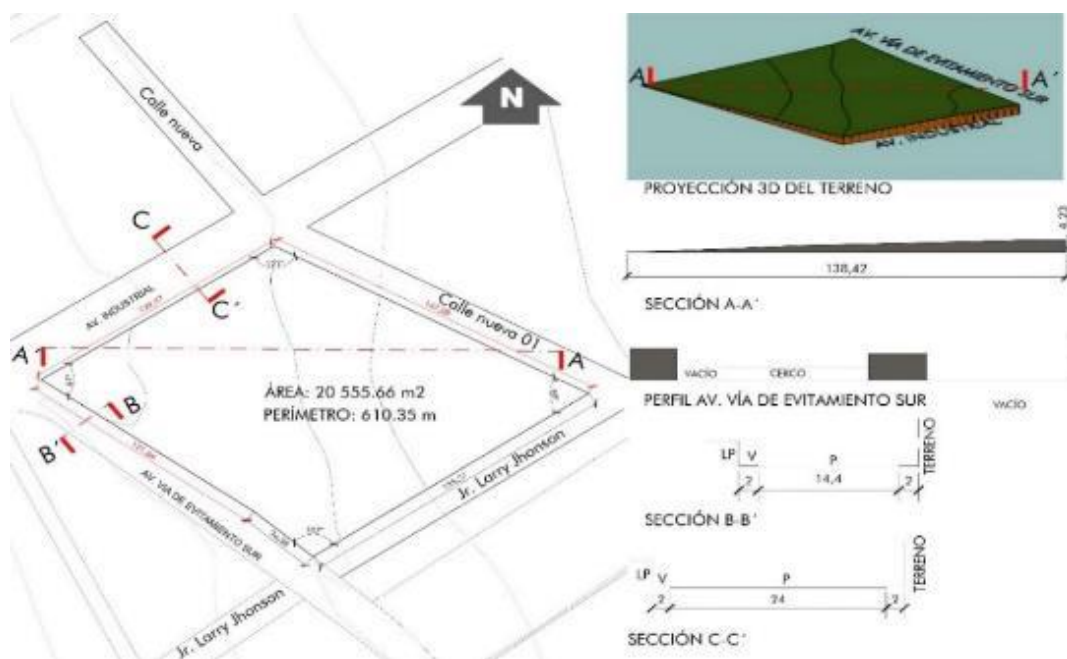 N
Calle nueva
C
C´
AV. INDUSTRIAL
Calle nueva 01
A
A
ÁREA: 20 555.66 m2
PERÍMETRO: 610.35 m
B
B´
AV. VÍA DE EVITAMIENTO SUR
Jr. Larry Jhonson
Jr. Larry Jhonson
AV. VÍA DE EVITAMIENTO SUR
A
A´
AV. INDUSTRIAL
PROYECCIÓN 3D DEL TERRENO
4.23
138,42
SECCIÓN A-A´
VACÍO
CERCO
PERFIL AV. VÍA DE EVITAMIENTO SUR
VACÍO
LP
V
P
TERRENO
2
14,4
2
SECCIÓN B-B´
LP
V
P
TERRENO
2
24
2
SECCIÓN C-C´